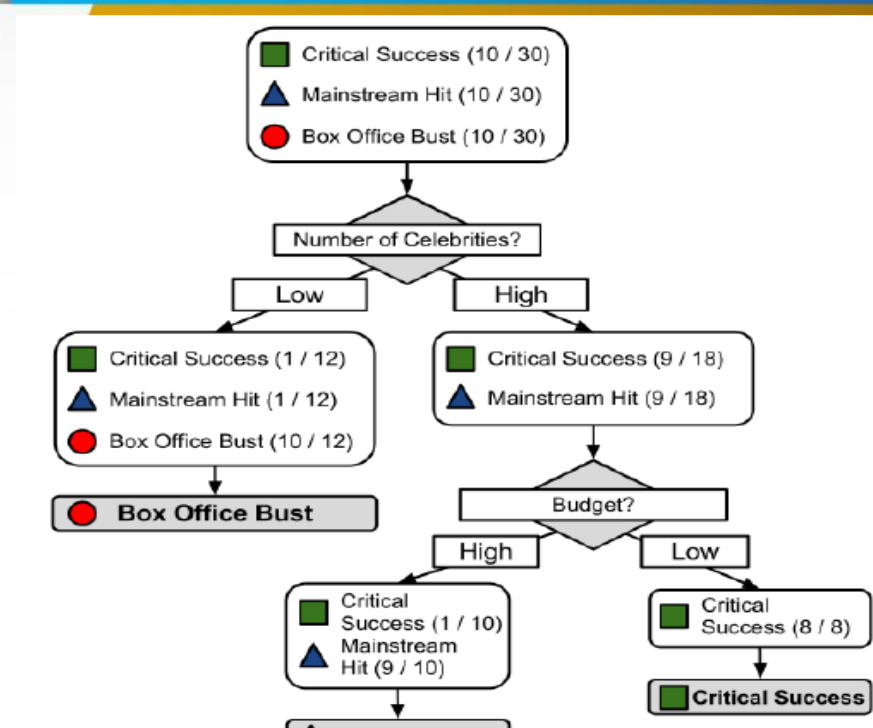 Critical Success (10 / 30)
Mainstream Hit (10 / 30)
Box Office Bust (10 / 30)
Number of Celebrities?
Low
High
Critical Success (1 / 12)
Mainstream Hit (1 / 12)
Box Office Bust (10 / 12)
Critical Success (9 / 18)
Mainstream Hit (9 / 18)
Box Office Bust
Budget?
High
Low
Critical
Success (1 / 10)
Mainstream
Hit (9 / 10)
Critical
Success (8 / 8)
Critical Success